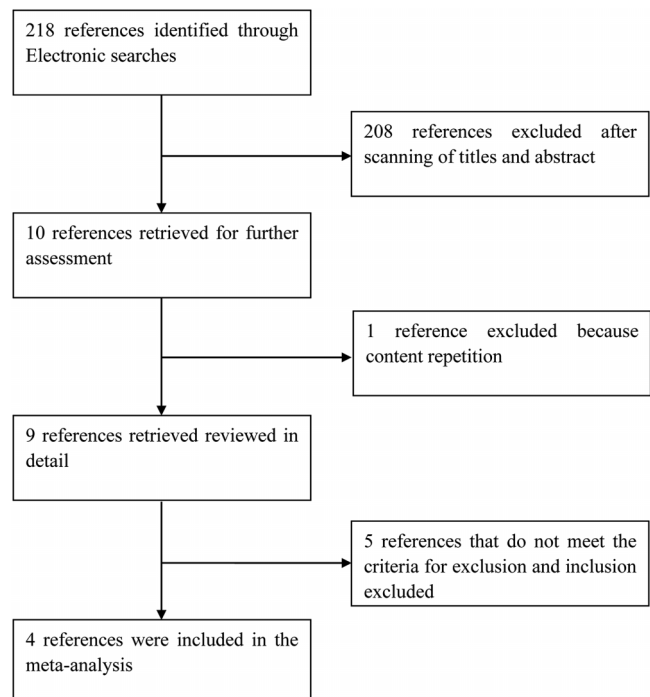 218 references identified through
Electronic searches
208 references excluded after
scanning of titles and abstract
10 references retrieved for further
assessment
1 reference excluded because
content repetition
9 references retrieved reviewed in
detail
5 references that do not meet the
criteria for exclusion and inclusion
excluded
4 references were included in the
meta-analysis